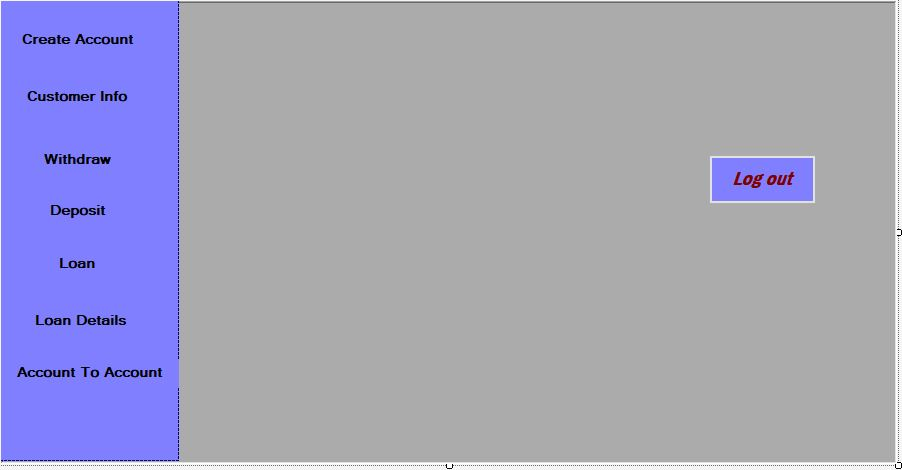 Create Account
Customer Info
Withdraw
Log out
Deposit
Loan
Loan Details
Account To Account